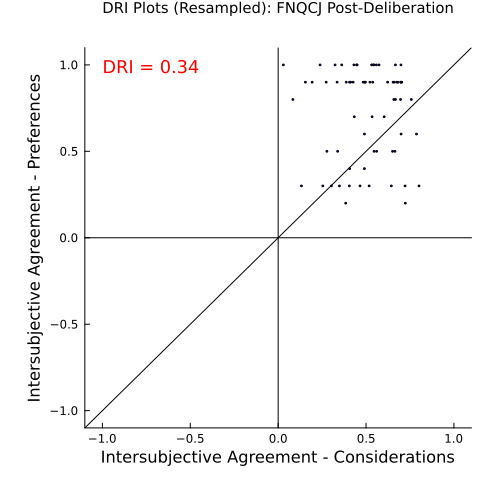 DRI Plots (Resampled): FNQCJ Post-Deliberation
DRI = 0.34
Intersubjective Agreement - Preferences
1.0
0.5
0.0
−0.5
−1.0
−1.0 −0.5 0.0 0.5 1.0
Intersubjective Agreement - Considerations